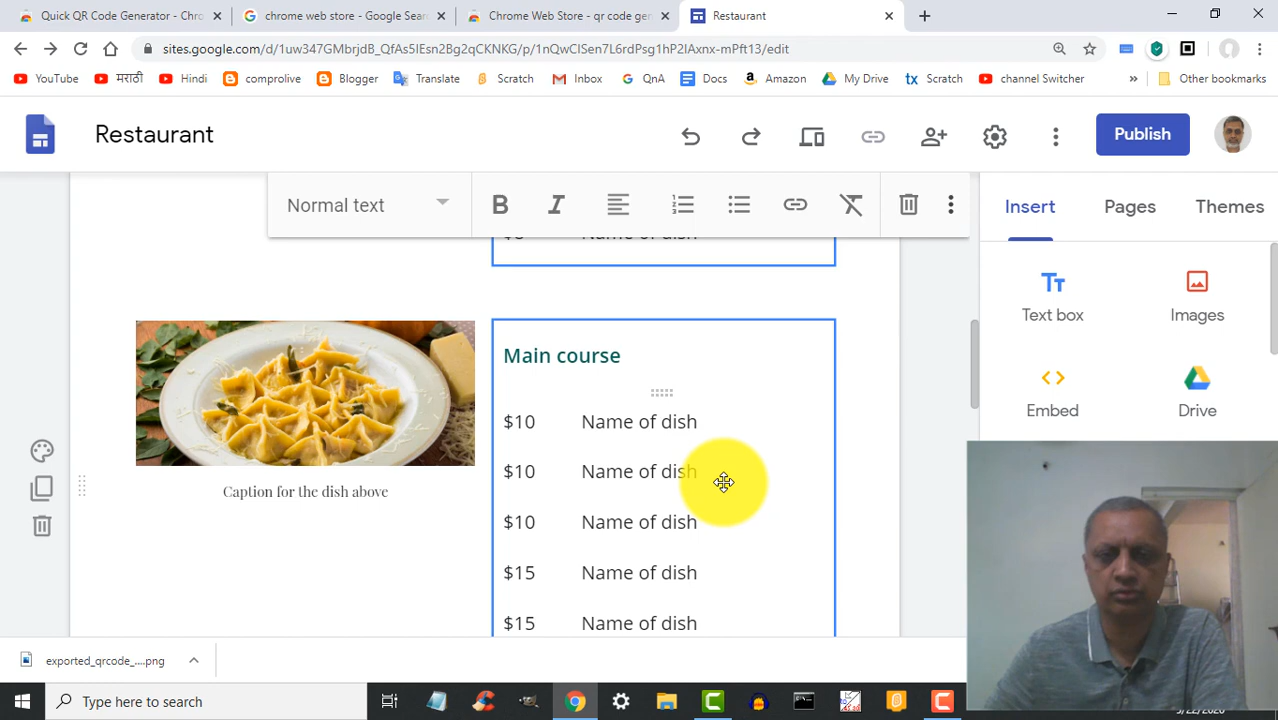 Quick QR Code Generator - Chro
chrome web store - Google Searc
Chrome Web Store - qr code gen
Restaurant
sites.google.com/d/1uw347GMbrjdB_QfAs5IEsn2Bg2qCKNKG/p/1nQwCISen7L6rdPsg1hP2IAxnx-mPft13/edit
YouTube
मराठी
Hindi
comprolive
Blogger
Translate
Scratch
Inbox
QnA
Docs
Amazon
My Drive
tx Scratch
channel Switcher
Other bookmarks
Restaurant
Publish
Normal text
B
I
Insert
Pages
Themes
Name of dish
Text box
Images
Embed
Drive
Main course
$10 Name of dish
$10 Name of dish
$10 Name of dish
$15 Name of dish
$15 Name of dish
Caption for the dish above
exported_qrcode_....png
Type here to search